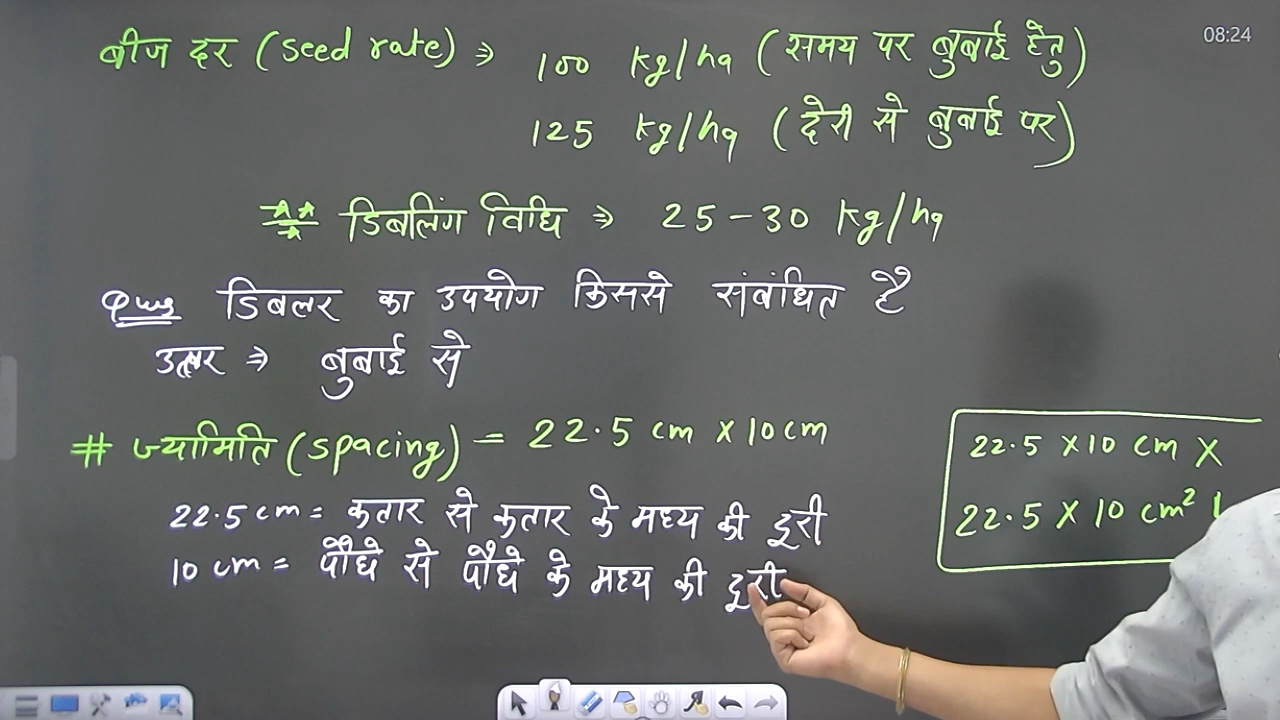 08:24
बीज दर (seed rate) ⇒ 100 kg/ha (समय पर बुबाई हेतु)
125 kg/ha (देरी से बुबाई पर)
डिबलिंग विधि ⇒ 25-30 kg/ha
Ques डिबलर का उपयोग किससे संबंधित है
उत्तर ⇒ बुबाई से
# ज्यामिति (spacing) = 22.5 cm x 10 cm
22.5 cm = कतार से कतार के मध्य की दूरी
10 cm = पौधे से पौधे के मध्य की दूरी
22.5 x 10 cm X
22.5 x 10 cm²